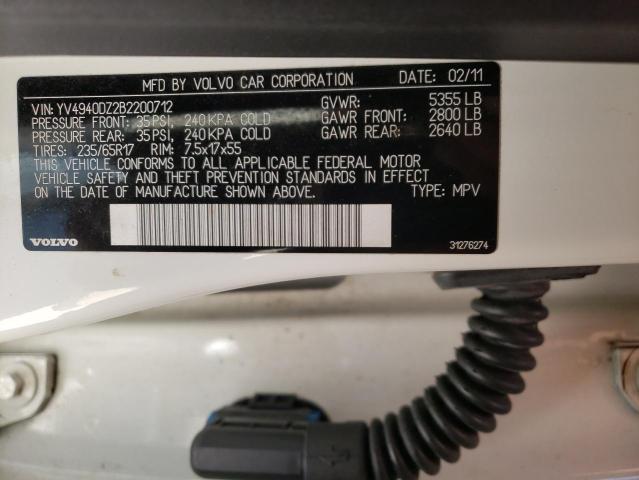 MFD BY VOLVO CAR CORPORATION DATE: 02/11
VIN: YV4940DZ2B2200712 GVWR: 5355 LB
PRESSURE FRONT: 35 PSI, 240 KPA COLD GAWR FRONT: 2800 LB
PRESSURE REAR: 35 PSI, 240 KPA COLD GAWR REAR: 2640 LB
TIRES: 235/65R17 RIM: 7.5x17x55
THIS VEHICLE CONFORMS TO ALL APPLICABLE FEDERAL MOTOR
VEHICLE SAFETY AND THEFT PREVENTION STANDARDS IN EFFECT
ON THE DATE OF MANUFACTURE SHOWN ABOVE. TYPE: MPV
VOLVO 31276274